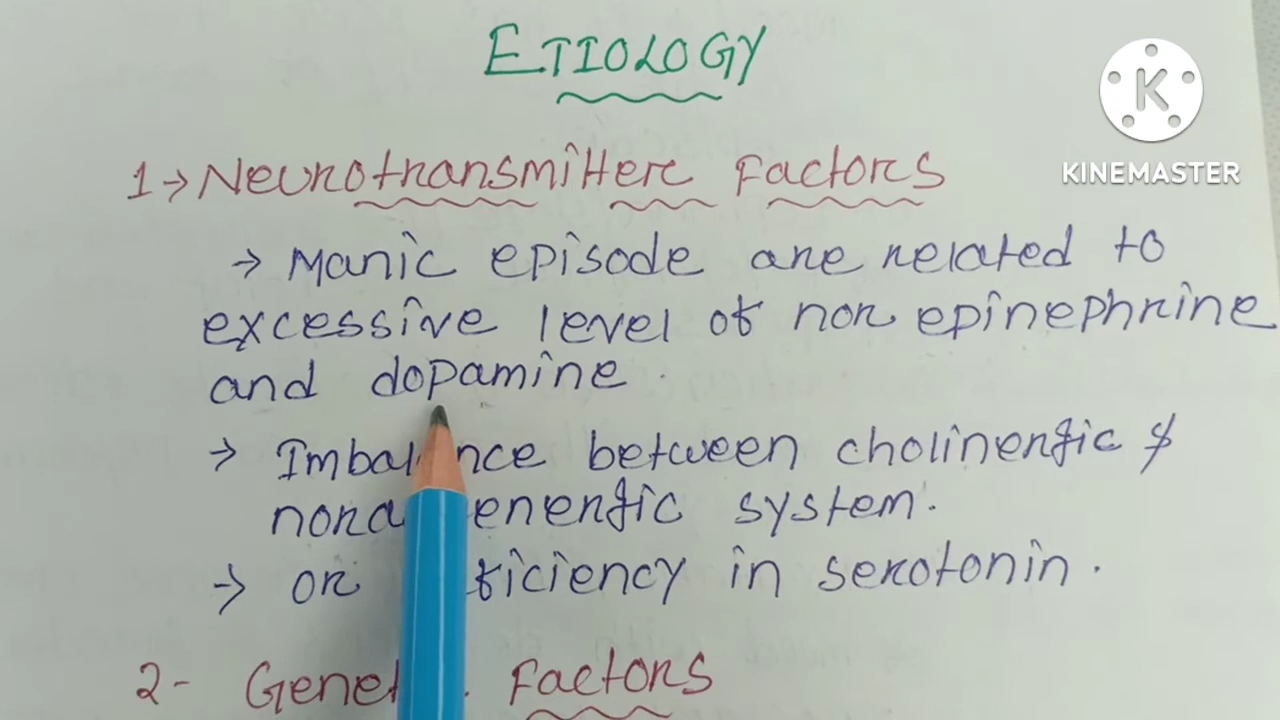 ETIOLOGY
K
KINEMASTER
1→ Neurotransmitter Factors
→ Manic episode are related to
excessive level of nor epinephrine
and dopamine.
→ Imbal nce between cholinergic &
nora energic system.
→ or ficiency in serotonin.
2- Genet Factors